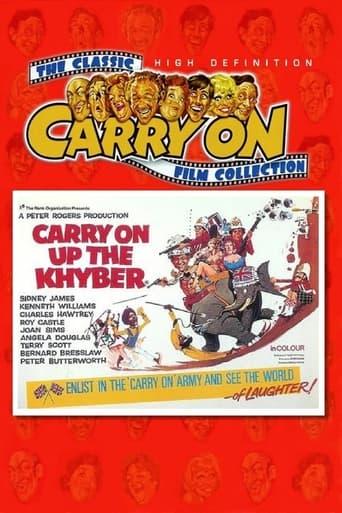 THE CLASSIC
HIGH DEFINITION
CARRY ON
FILM COLLECTION
The Rank Organisation Presents
A PETER ROGERS PRODUCTION
CARRY ON
UP THE
KHYBER
SIDNEY JAMES
KENNETH WILLIAMS
CHARLES HAWTREY
ROY CASTLE
JOAN SIMS
ANGELA DOUGLAS
TERRY SCOTT
BERNARD BRESSLAW
PETER BUTTERWORTH
in COLOUR
ENLIST IN THE 'CARRY ON' ARMY AND SEE THE WORLD
-of LAUGHTER!